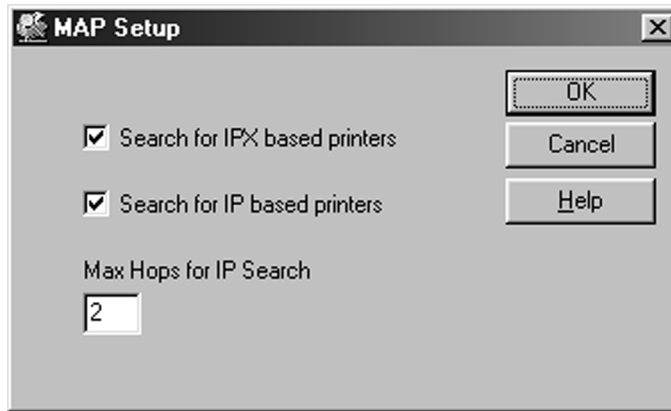 MAP Setup
OK
Search for IPX based printers
Cancel
Search for IP based printers
Help
Max Hops for IP Search
2